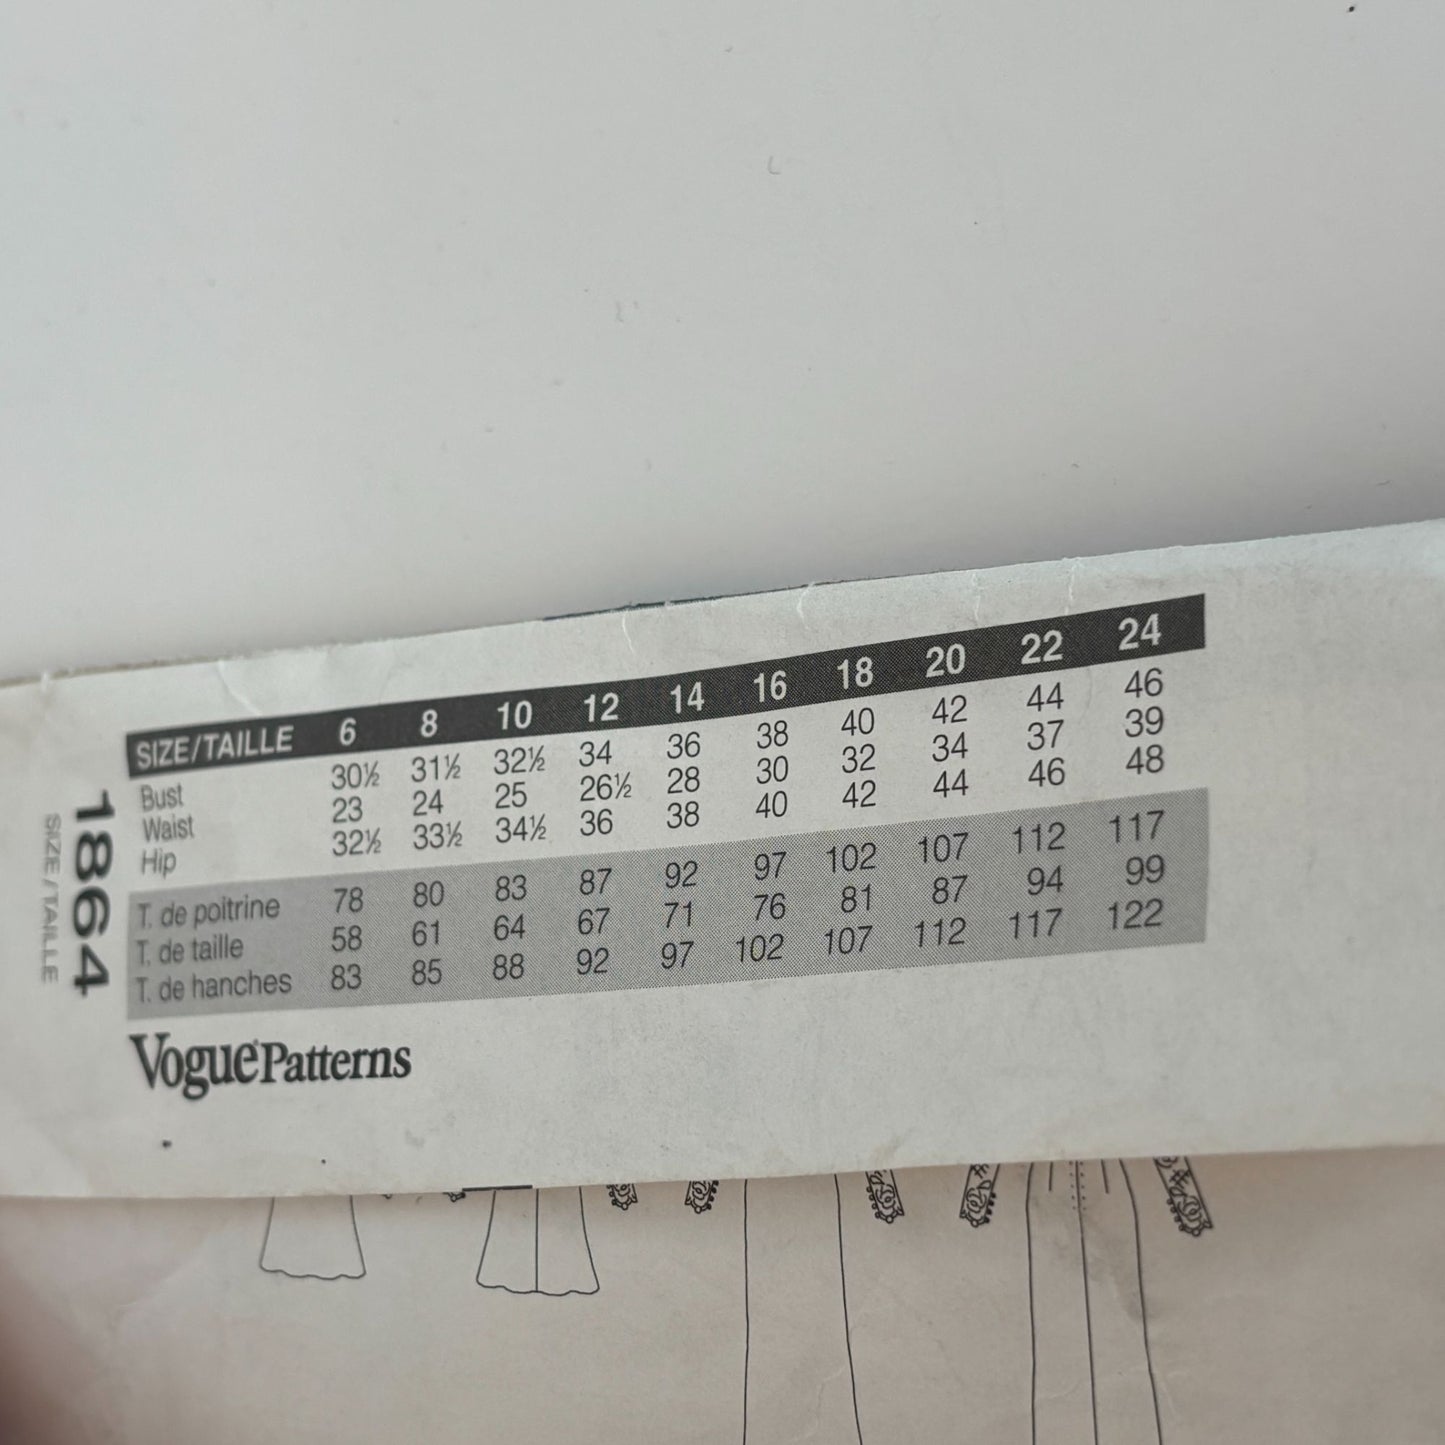 SIZE/TAILLE 6 8 10 12 14 16 18 20 22 24
Bust 30½ 31½ 32½ 34 36 38 40 42 44 46
Waist 23 24 25 26½ 28 30 32 34 37 39
Hip 32½ 33½ 34½ 36 38 40 42 44 46 48
T. de poitrine 78 80 83 87 92 97 102 107 112 117
T. de taille 58 61 64 67 71 76 81 87 94 99
T. de hanches 83 85 88 92 97 102 107 112 117 122
Vogue Patterns
1864
SIZE/TAILLE